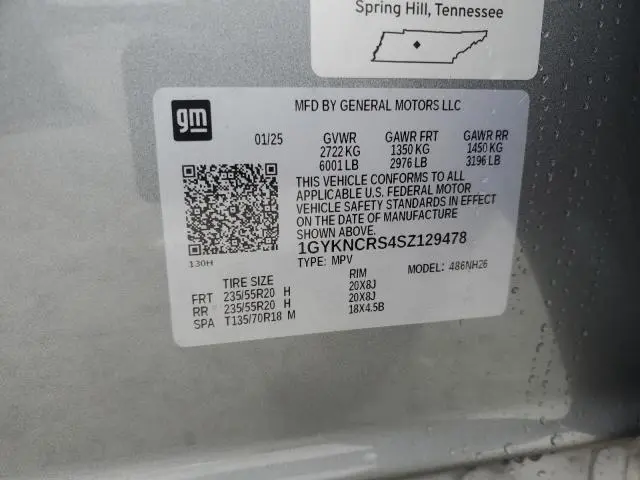 Spring Hill, Tennessee
gm
MFD BY GENERAL MOTORS LLC
01/25 GVWR GAWR FRT GAWR RR
2722 KG 1350 KG 1450 KG
6001 LB 2976 LB 3196 LB
THIS VEHICLE CONFORMS TO ALL
APPLICABLE U.S. FEDERAL MOTOR
VEHICLE SAFETY STANDARDS IN EFFECT
ON THE DATE OF MANUFACTURE
SHOWN ABOVE.
1GYKNCRS4SZ129478
130H
TYPE: MPV MODEL: 486NH26
TIRE SIZE RIM
FRT 235/55R20 H 20X8J
RR 235/55R20 H 20X8J
SPA T135/70R18 M 18X4.5B